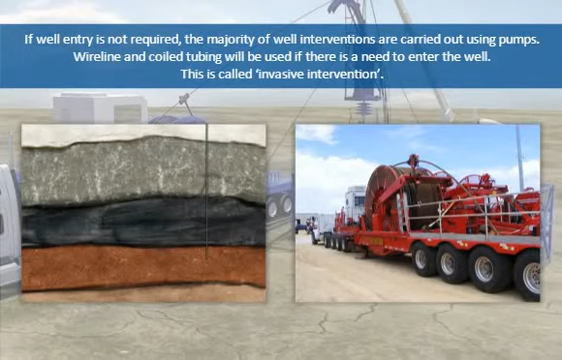 If well entry is not required, the majority of well interventions are carried out using pumps.
Wireline and coiled tubing will be used if there is a need to enter the well.
This is called ‘invasive intervention’.